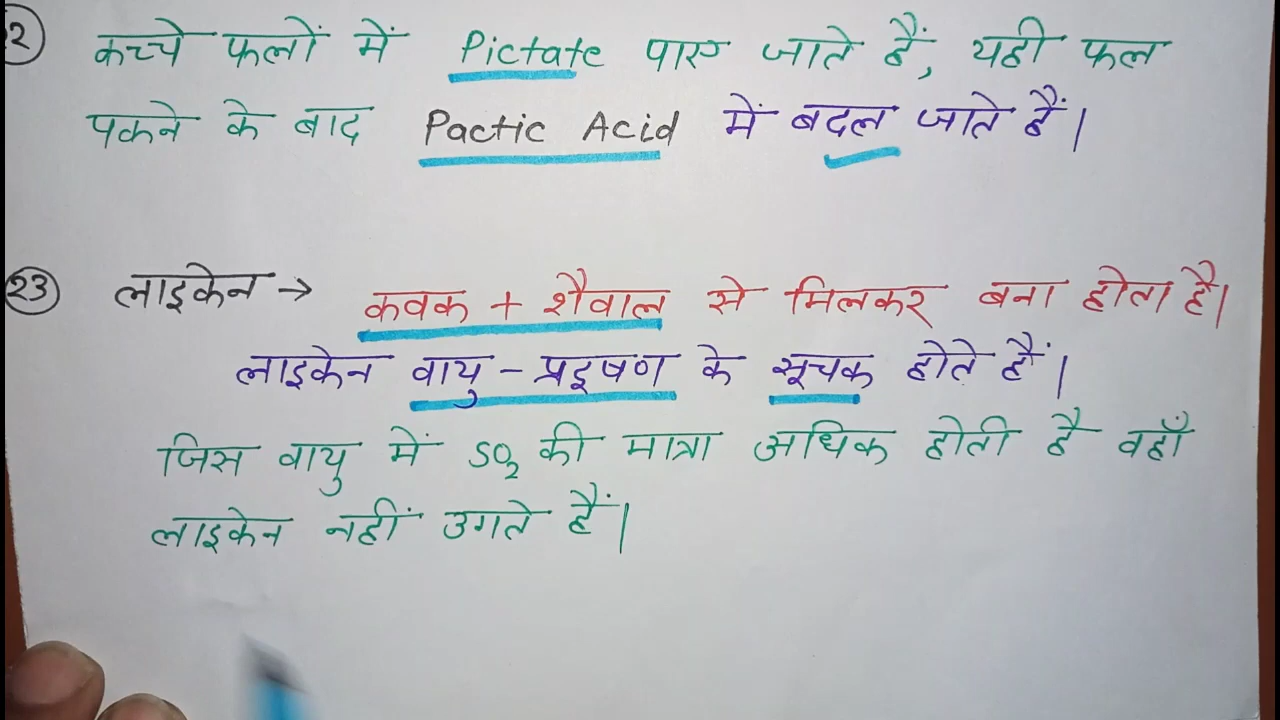 2 कच्चे फलों में Pictate पाए जाते हैं, यही फल
पकने के बाद Pactic Acid में बदल जाते हैं।
23 लाइकेन → कवक + शैवाल से मिलकर बना होता है।
लाइकेन वायु - प्रदूषण के सूचक होते हैं।
जिस वायु में SO₂ की मात्रा अधिक होती है वहाँ
लाइकेन नहीं उगते हैं।